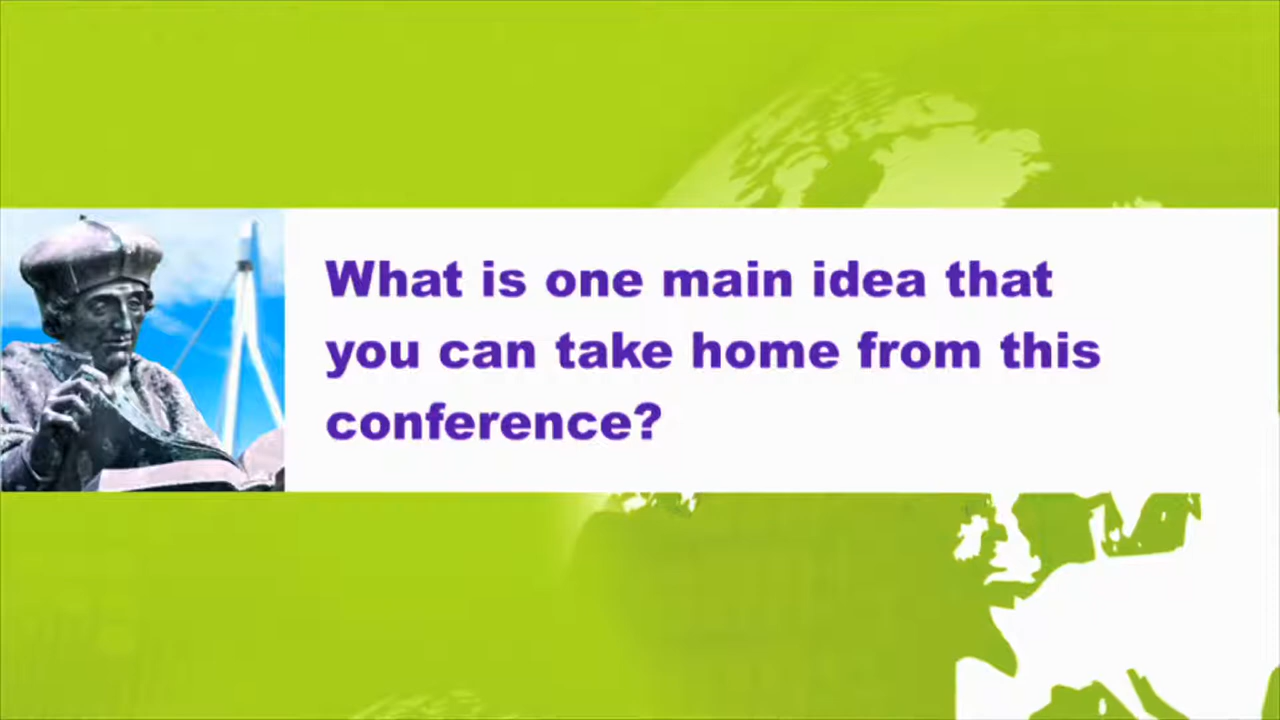 What is one main idea that
you can take home from this
conference?